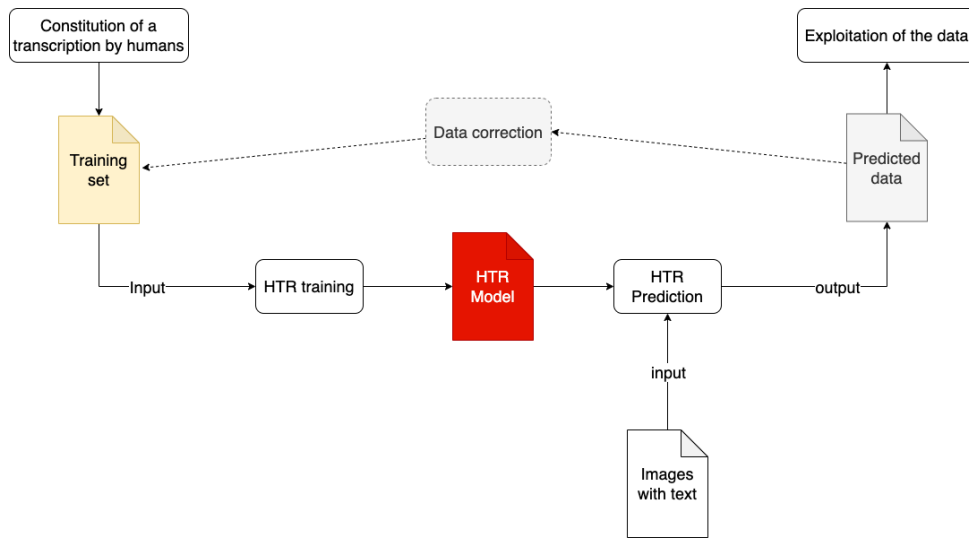 Constitution of a
transcription by humans
Exploitation of the data
Training
set
Data correction
Predicted
data
Input
HTR training
HTR
Model
HTR
Prediction
output
input
Images
with text